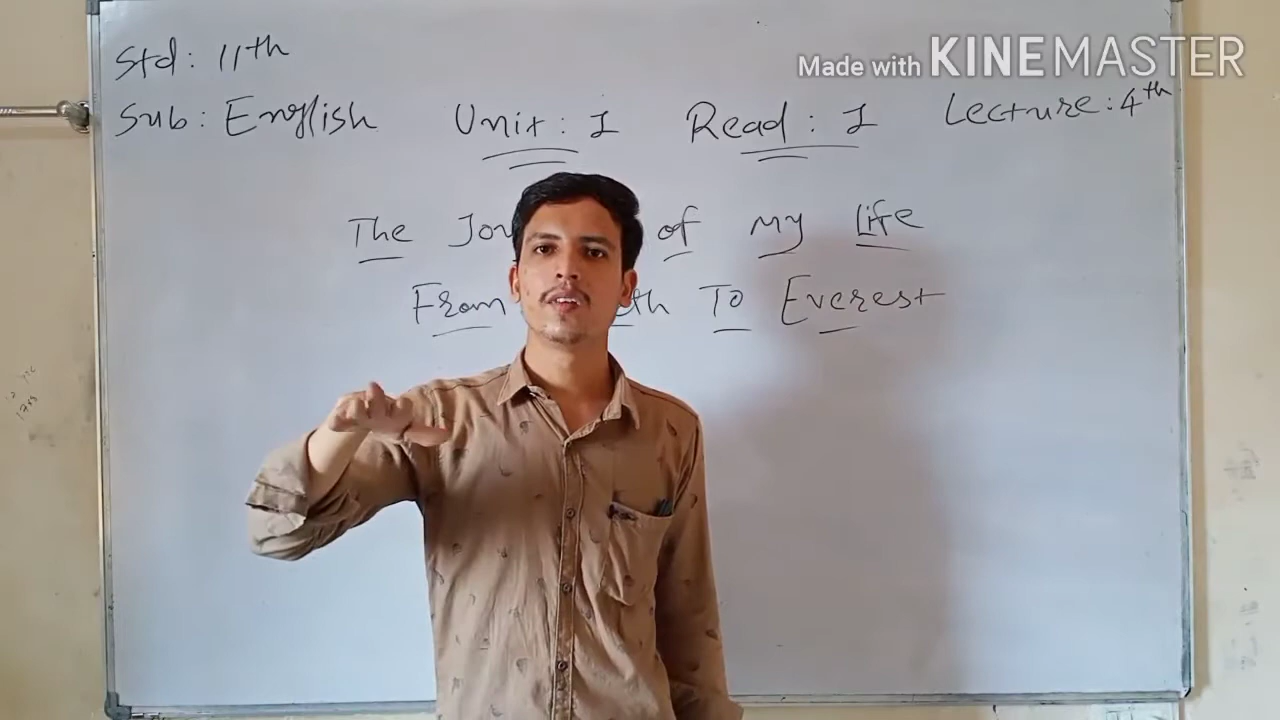 Made with KINEMASTER
Std: 11th
Sub: English Unit: I Read: I Lecture: 4th
The of My Life
From To Everest